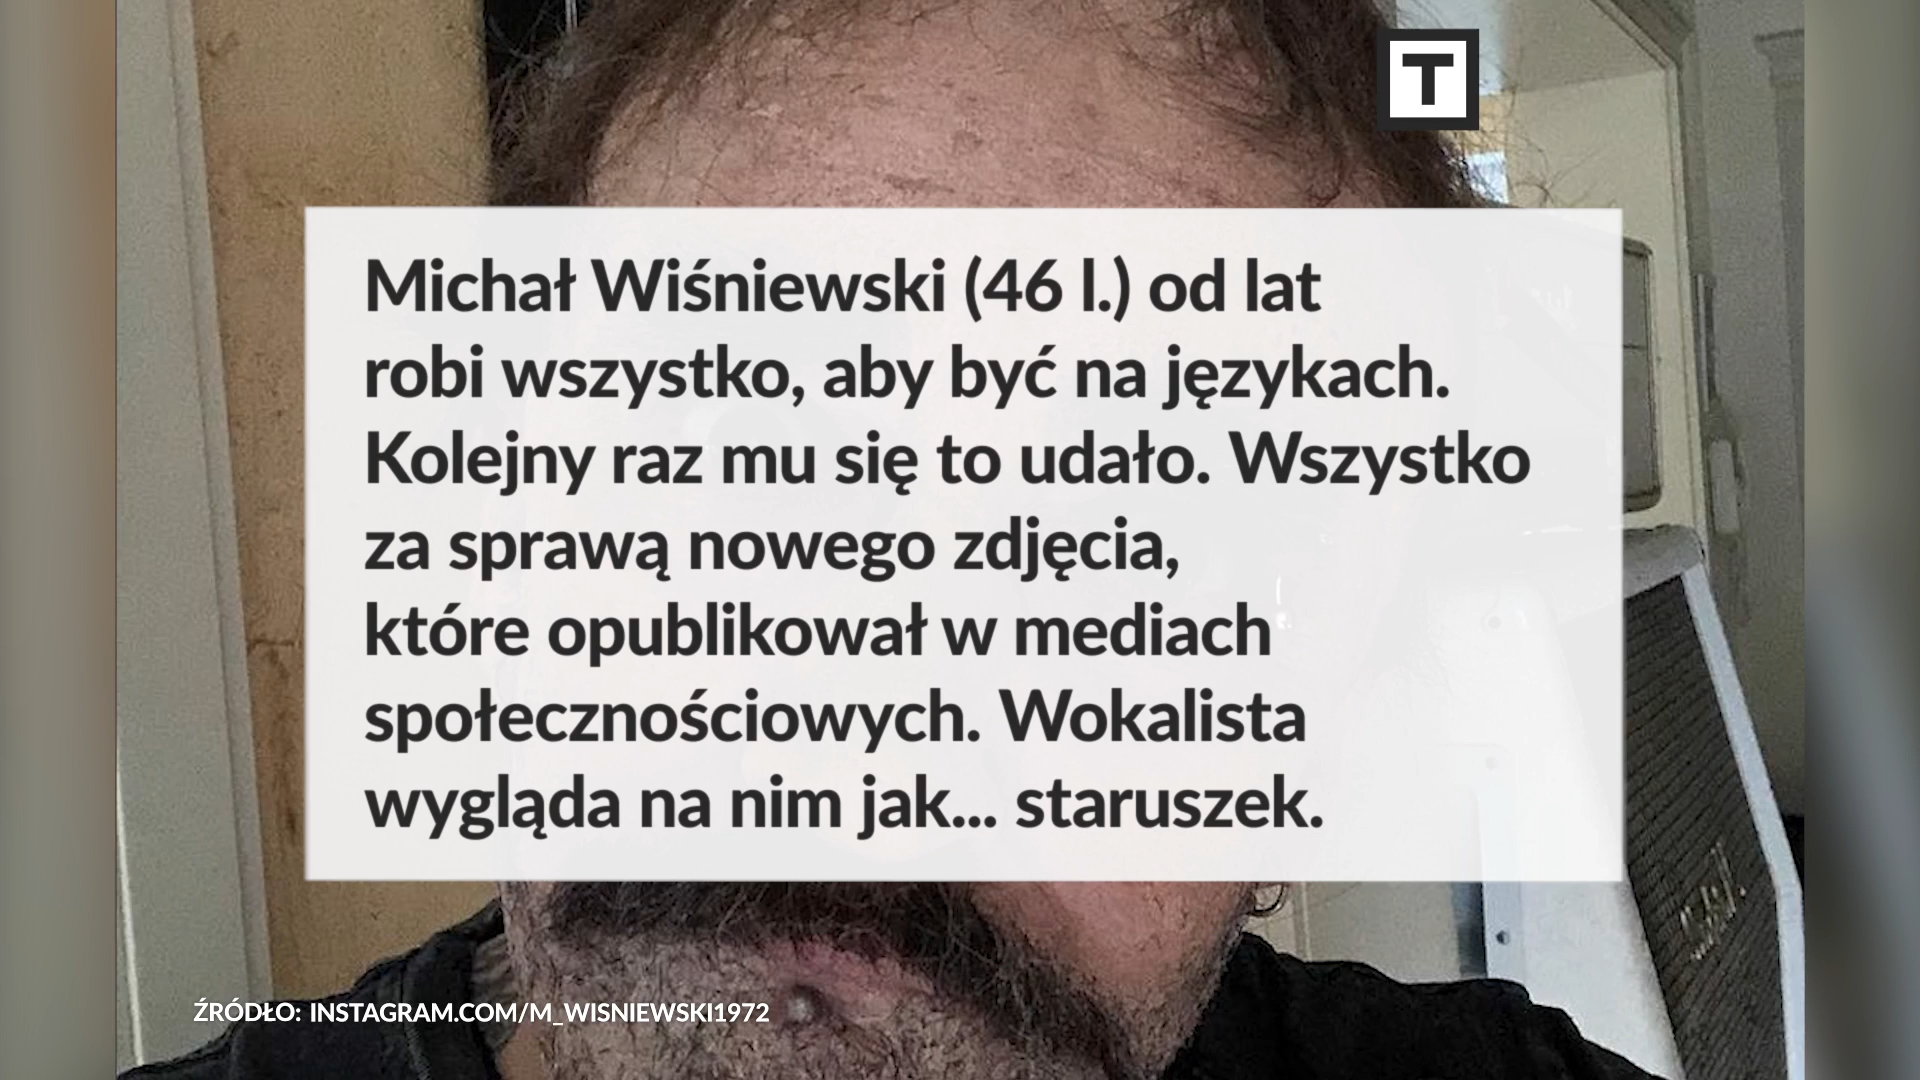 T
Michał Wiśniewski (46 l.) od lat
robi wszystko, aby być na językach.
Kolejny raz mu się to udało. Wszystko
za sprawą nowego zdjęcia,
które opublikował w mediach
społecznościowych. Wokalista
wygląda na nim jak... staruszek.
ŹRÓDŁO: INSTAGRAM.COM/M_WISNIEWSKI1972